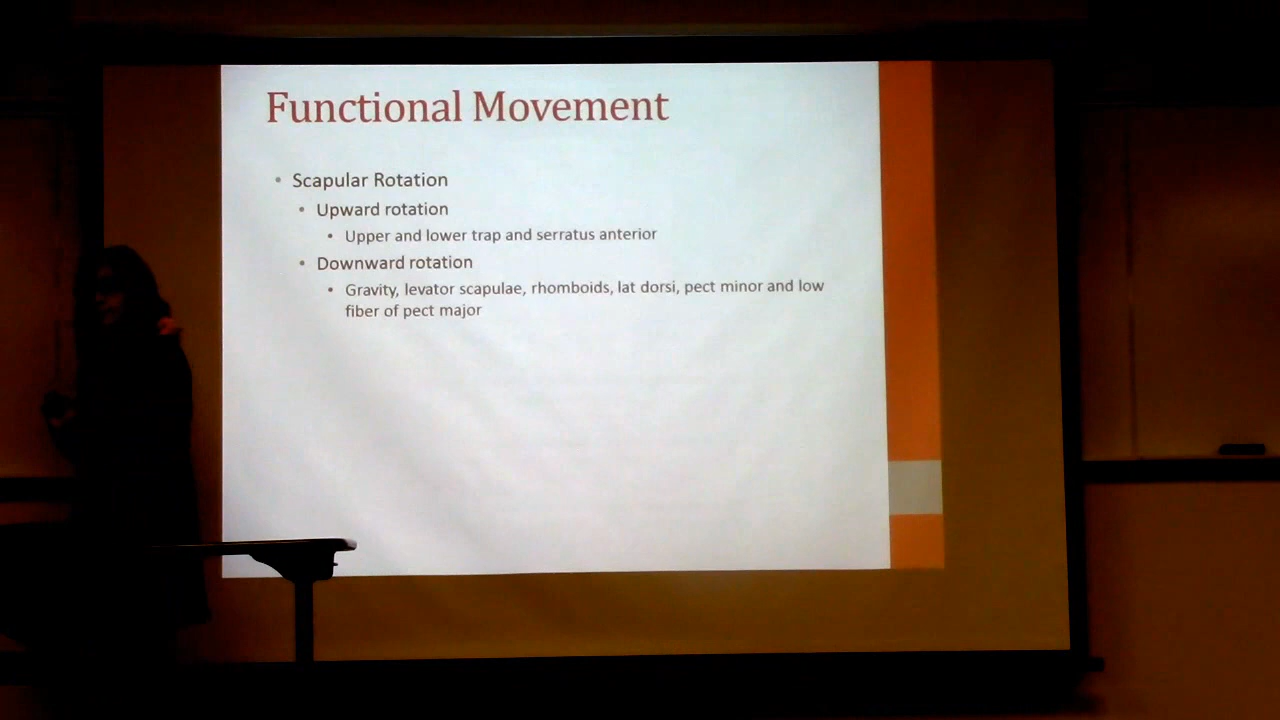 Functional Movement
• Scapular Rotation
• Upward rotation
• Upper and lower trap and serratus anterior
• Downward rotation
• Gravity, levator scapulae, rhomboids, lat dorsi, pect minor and low
fiber of pect major